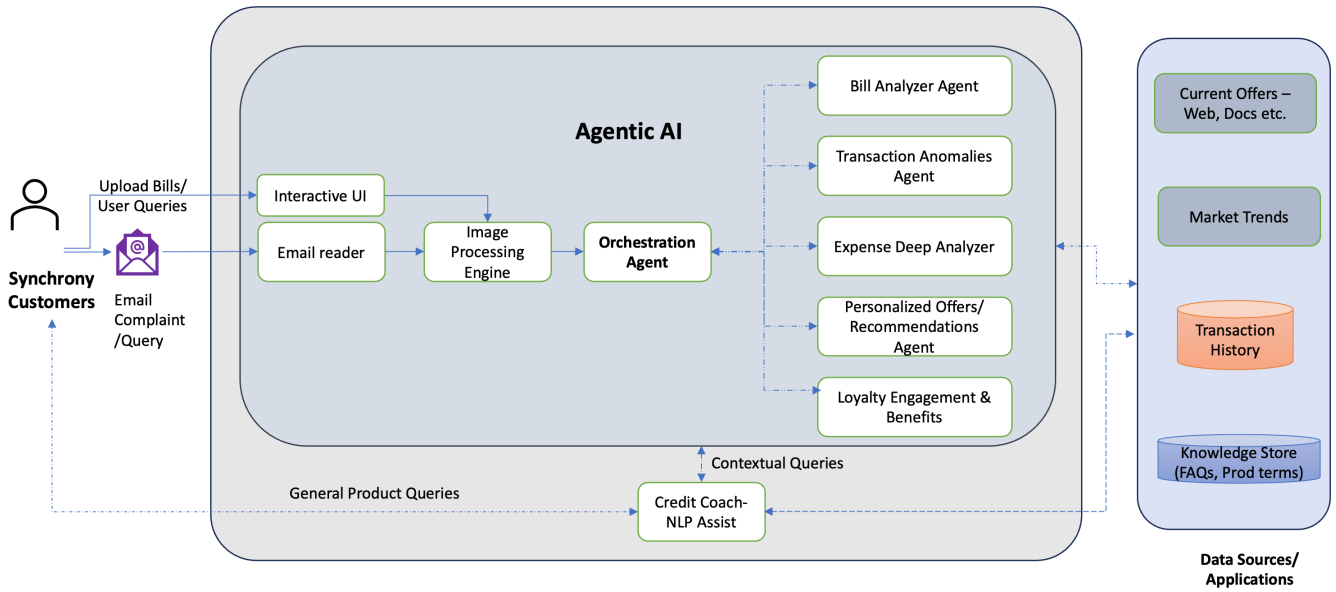 Agentic AI
Upload Bills/
User Queries
Synchrony
Customers
Email
Complaint
/Query
Interactive UI
Email reader
Image
Processing
Engine
Orchestration
Agent
Bill Analyzer Agent
Transaction Anomalies
Agent
Expense Deep Analyzer
Personalized Offers/
Recommendations
Agent
Loyalty Engagement &
Benefits
Contextual Queries
General Product Queries
Credit Coach-
NLP Assist
Current Offers –
Web, Docs etc.
Market Trends
Transaction
History
Knowledge Store
(FAQs, Prod terms)
Data Sources/
Applications